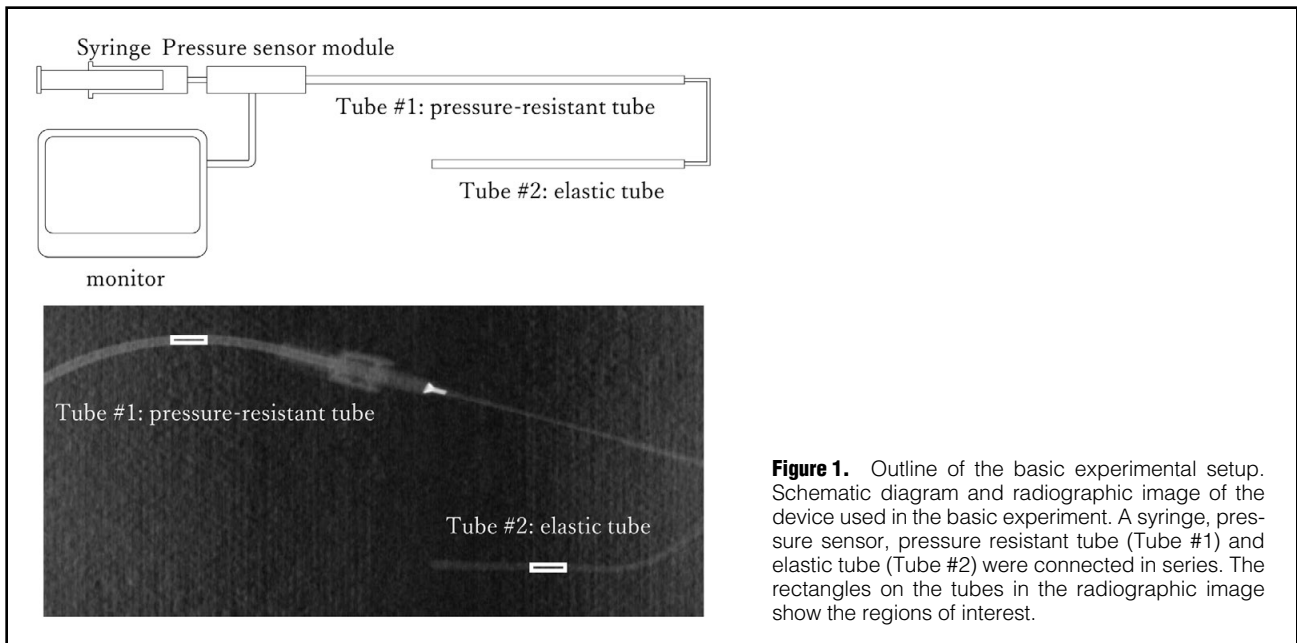 Syringe Pressure sensor module
Tube #1: pressure-resistant tube
Tube #2: elastic tube
monitor
Tube #1: pressure-resistant tube
Tube #2: elastic tube
Figure 1. Outline of the basic experimental setup.
Schematic diagram and radiographic image of the
device used in the basic experiment. A syringe, pres-
sure sensor, pressure resistant tube (Tube #1) and
elastic tube (Tube #2) were connected in series. The
rectangles on the tubes in the radiographic image
show the regions of interest.